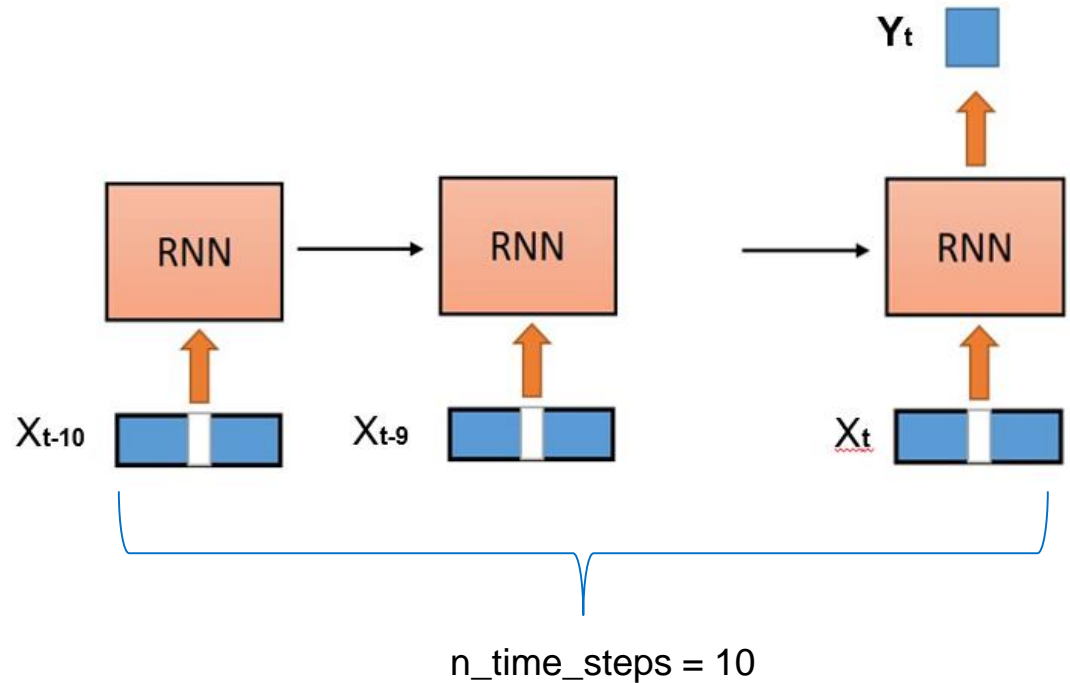 Yt
RNN
RNN
RNN
Xt-10
Xt-9
Xt
n_time_steps = 10